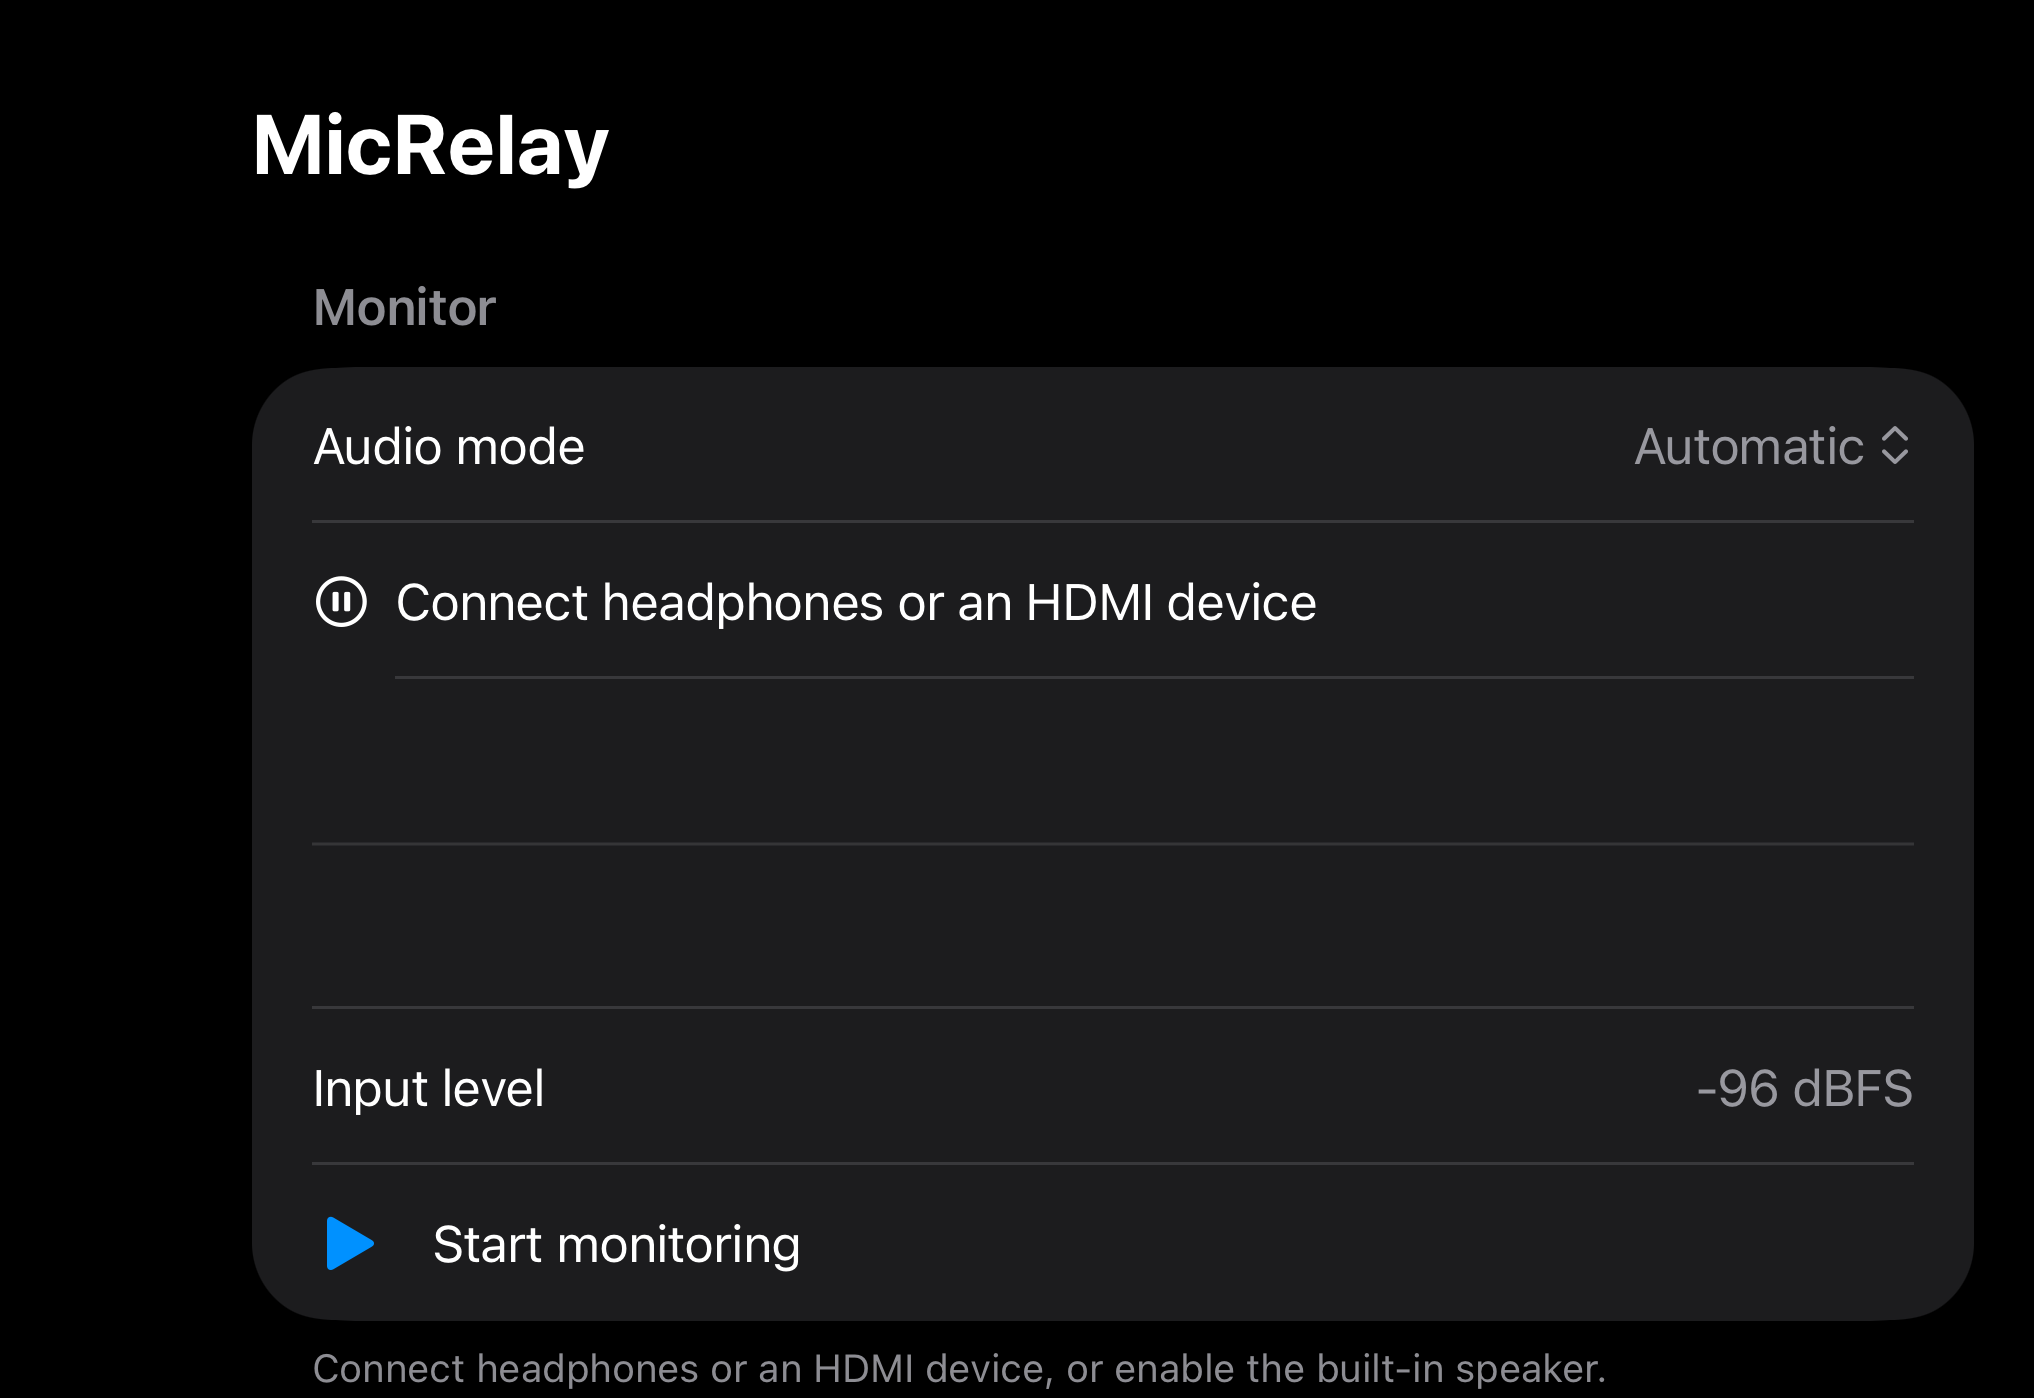 MicRelay
Monitor
Audio mode
Automatic
Connect headphones or an HDMI device
Input level
-96 dBFS
Start monitoring
Connect headphones or an HDMI device, or enable the built-in speaker.